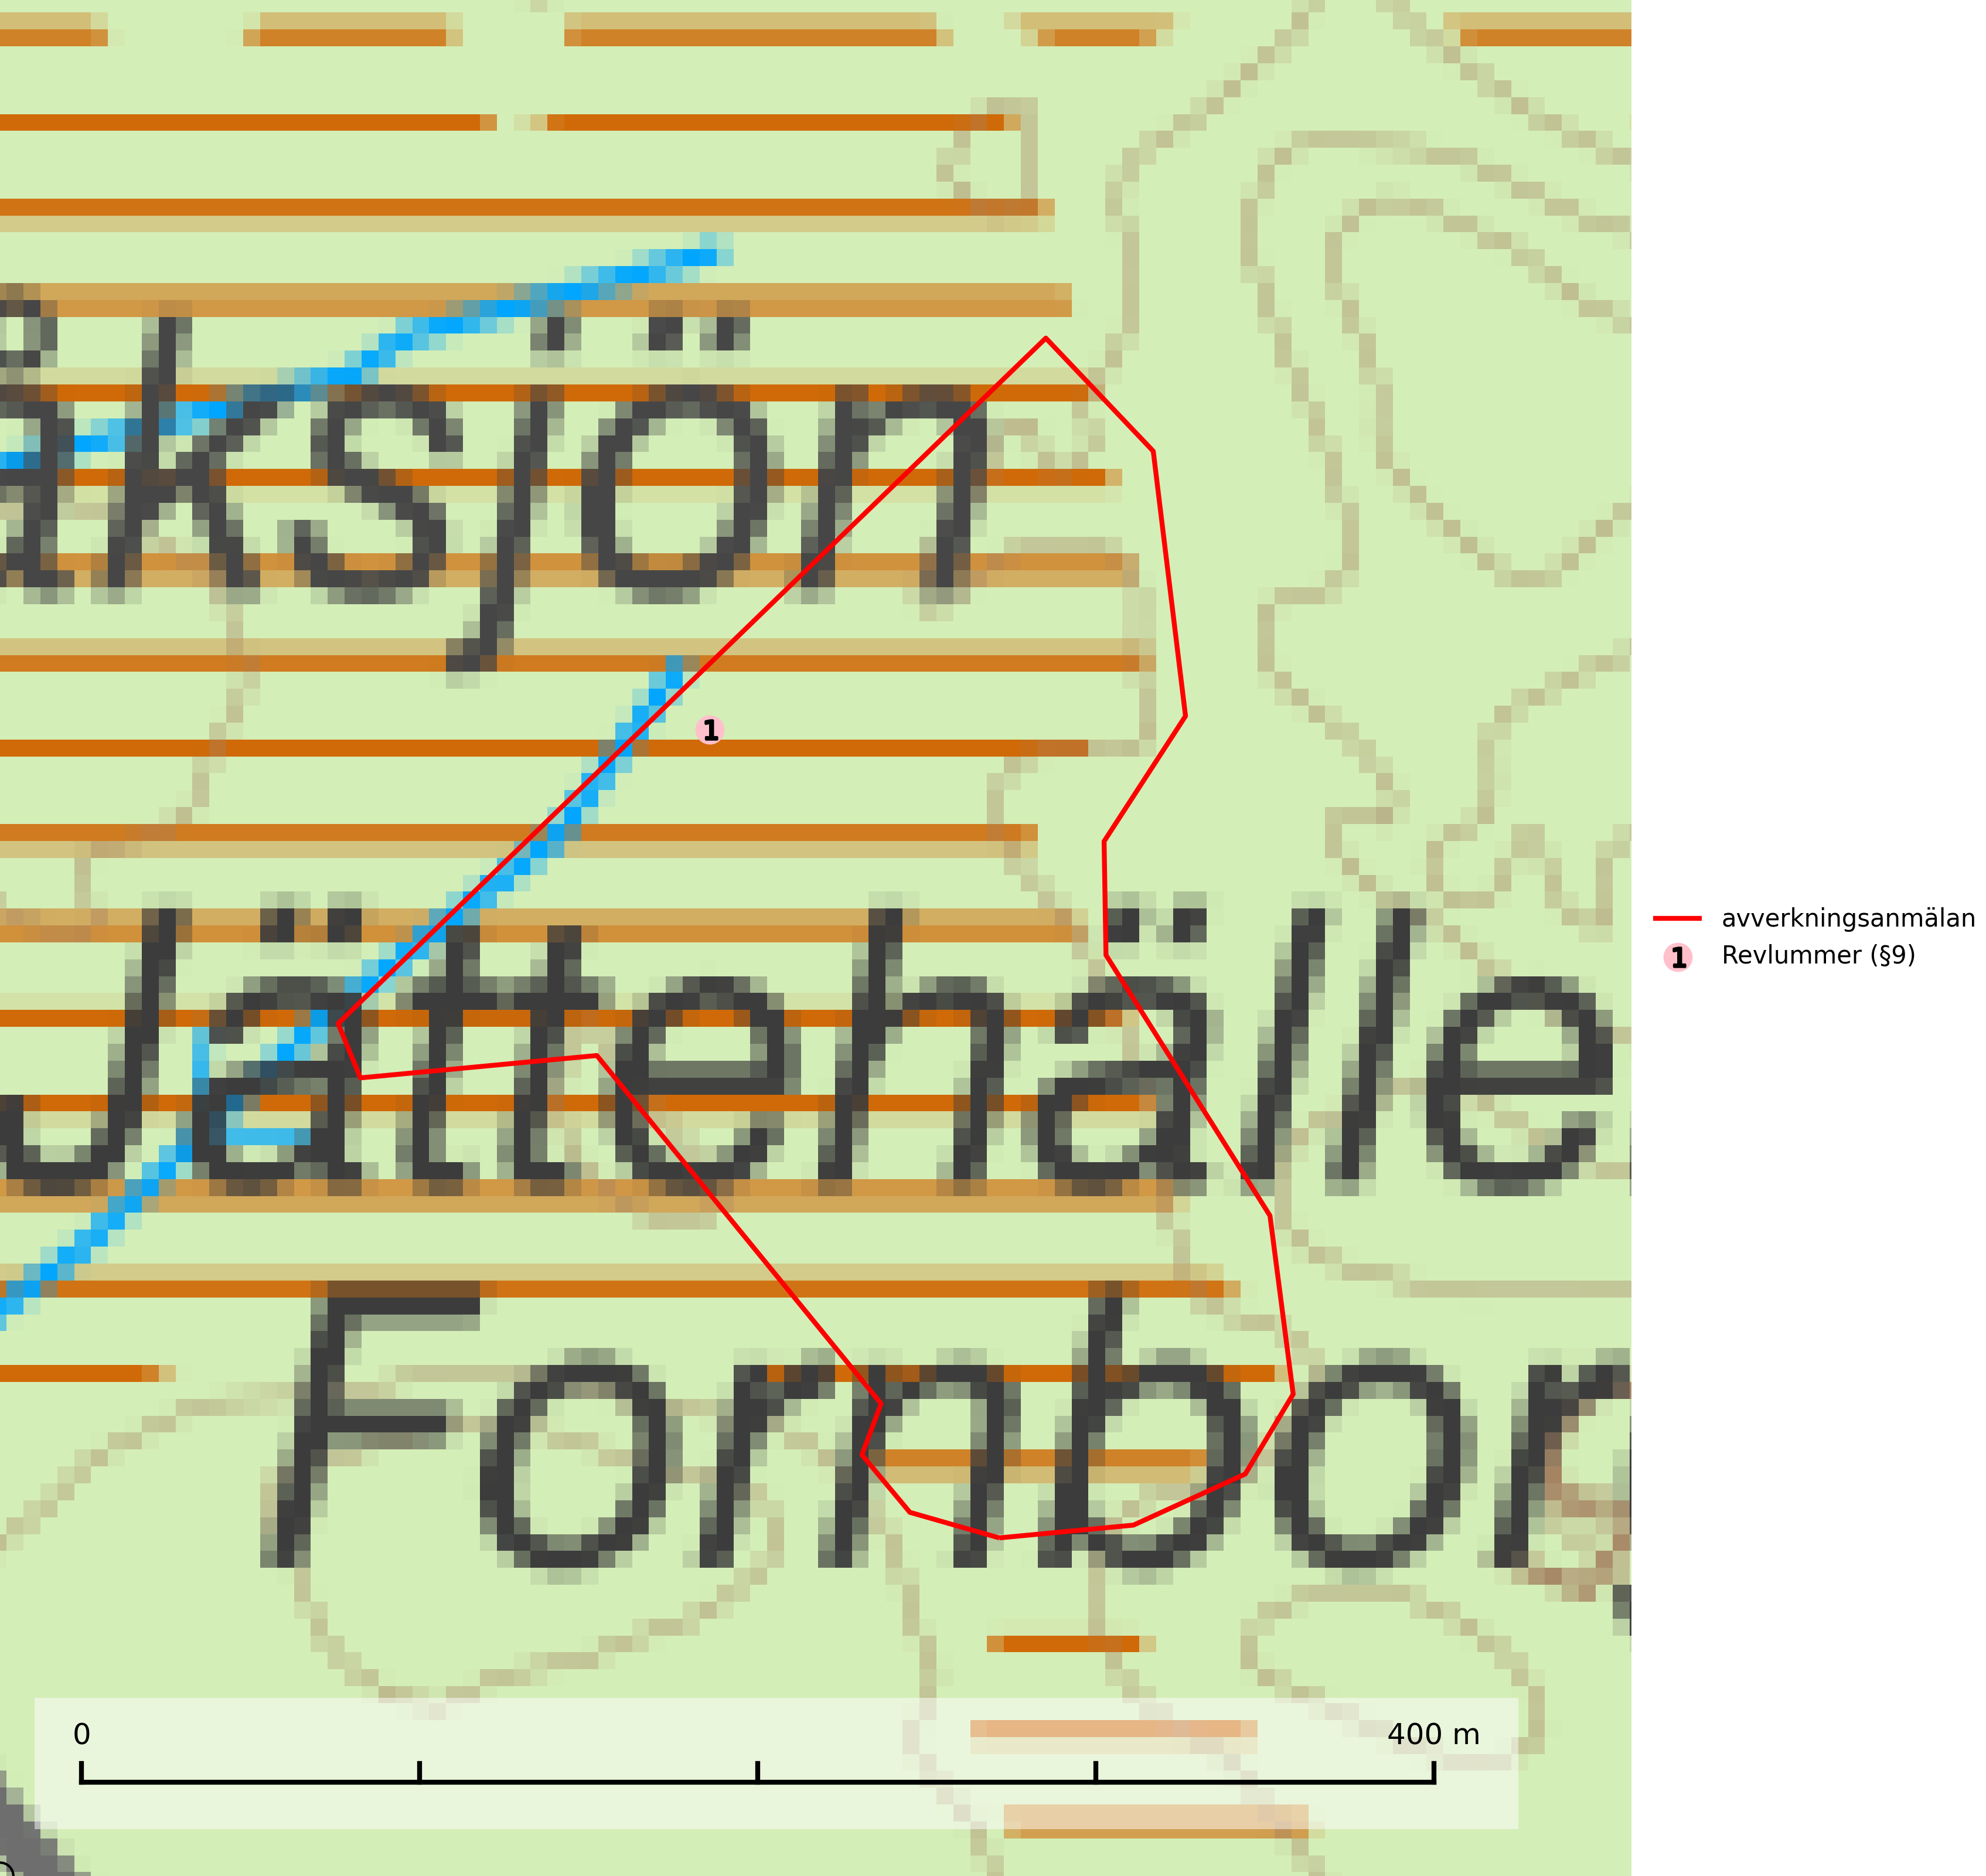 aksjön
1
Jättehälle
Fornbor
0 400 m
avverkningsanmälan
1 Revlummer (§9)